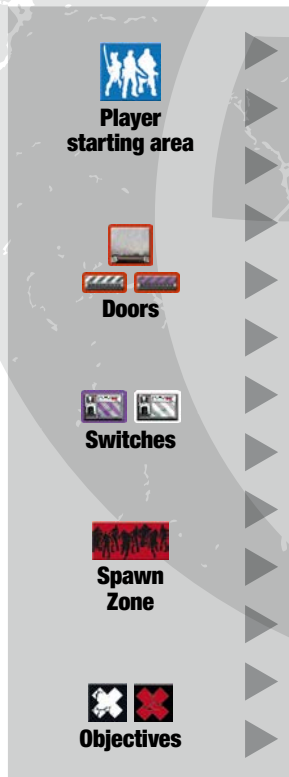 Player
starting area
Doors
Switches
Spawn
Zone
Objectives